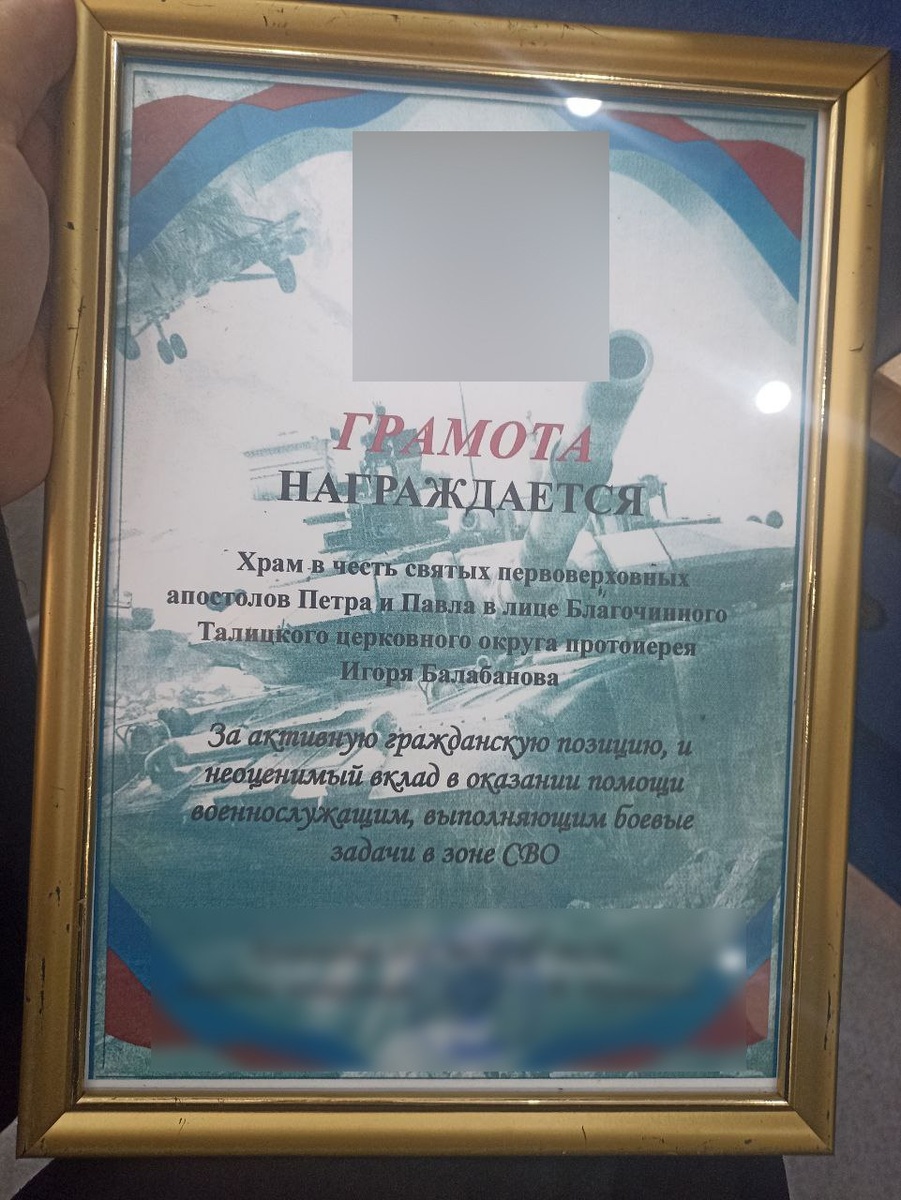 ГРАМОТА
НАГРАЖДАЕТСЯ
Храм в честь святых первоверховных
апостолов Петра и Павла в лице Благочинного
Талицкого церковного округа протоиерея
Игоря Балабанова
За активную гражданскую позицию, и
неоценимый вклад в оказании помощи
военнослужащим, выполняющим боевые
задачи в зоне СВО